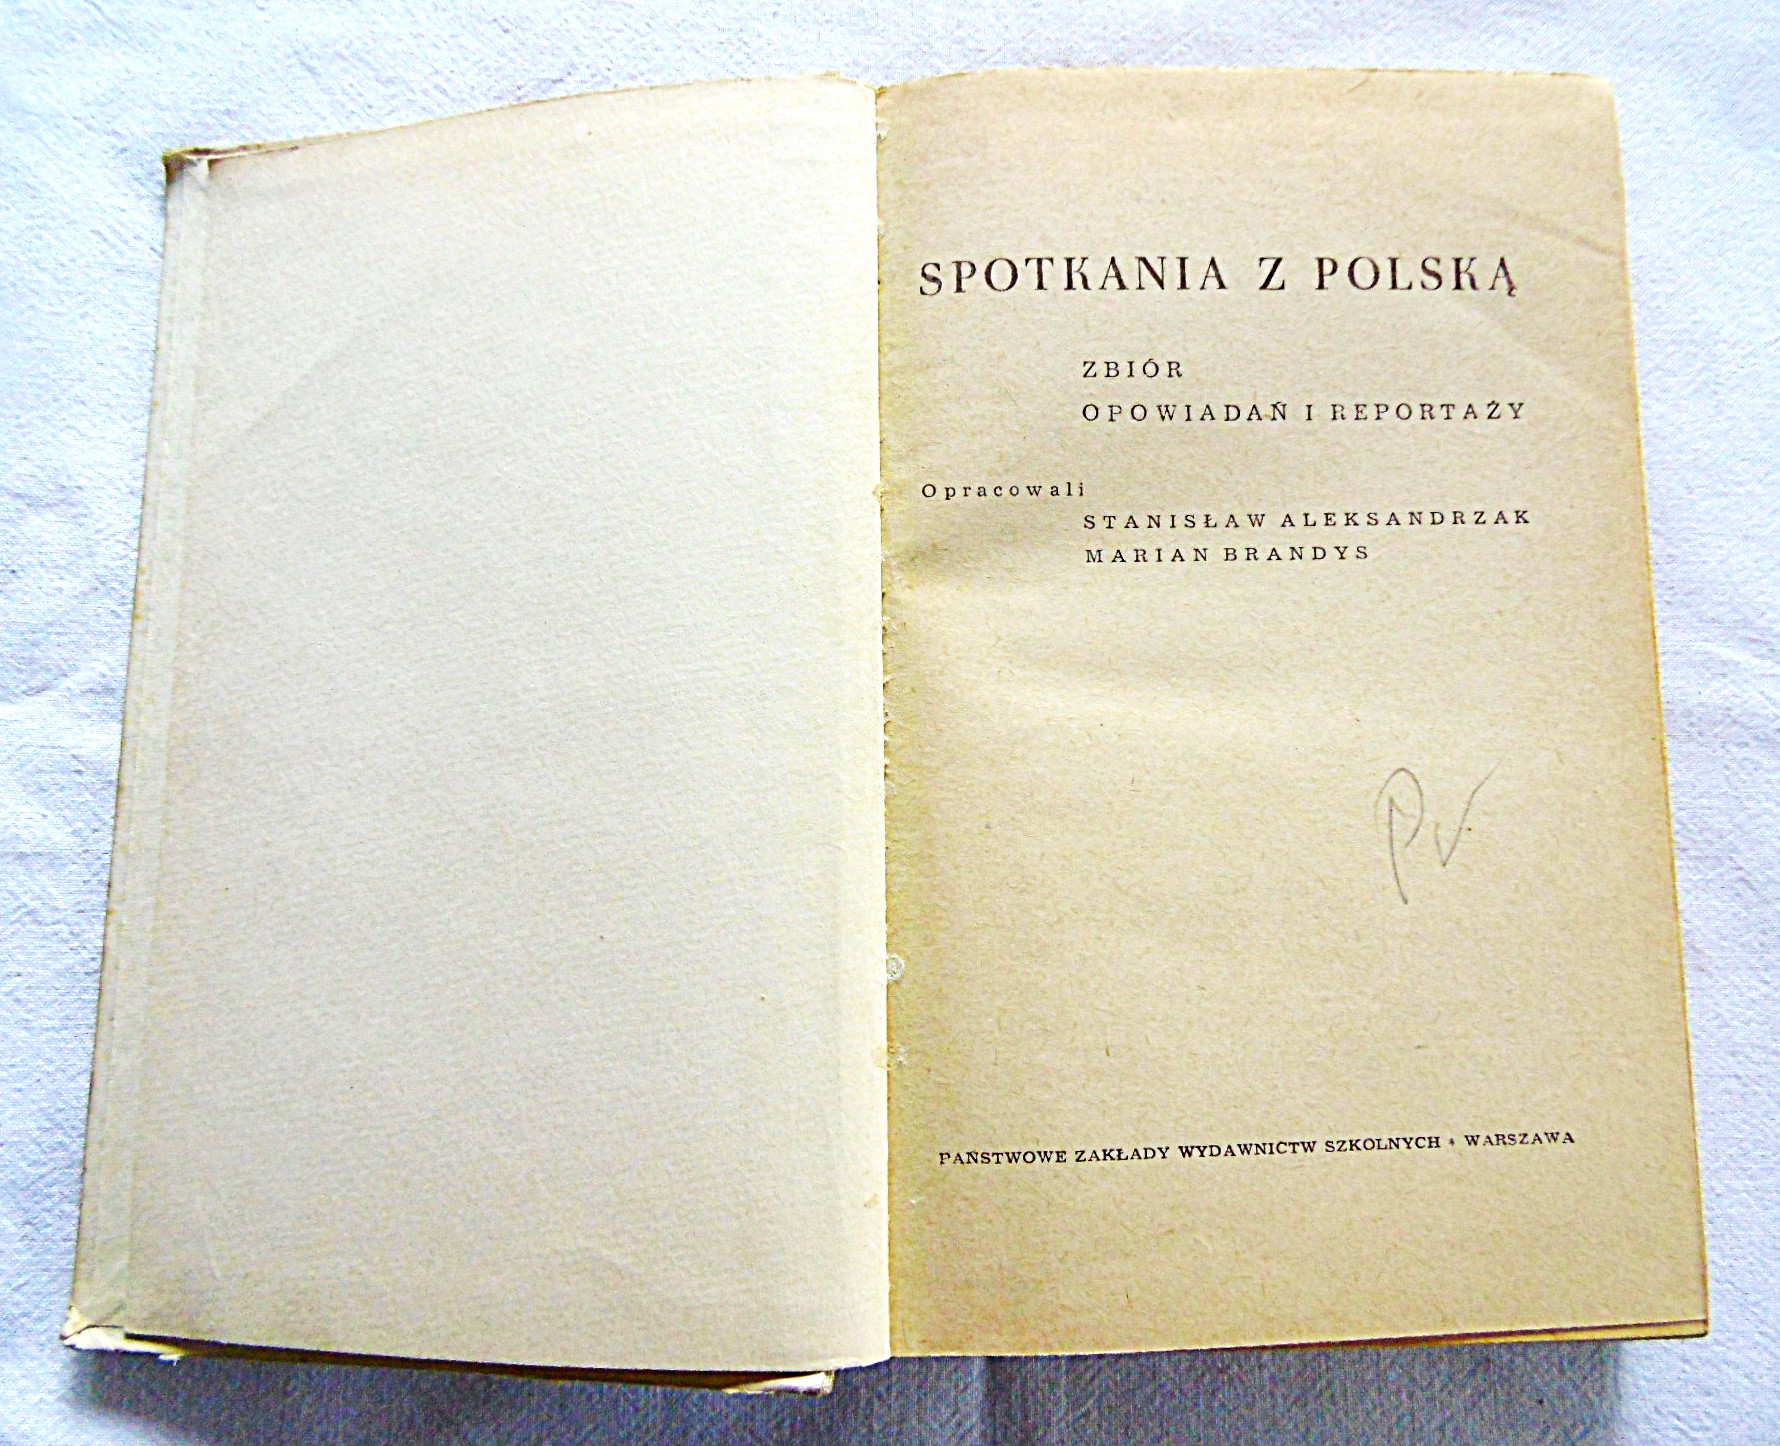 SPOTKANIA Z POLSKĄ
ZBIÓR
OPOWIADAŃ I REPORTAŻY
Opracowali
STANISŁAW ALEKSANDRZAK
MARIAN BRANDYS
PAŃSTWOWE ZAKŁADY WYDAWNICTW SZKOLNYCH * WARSZAWA